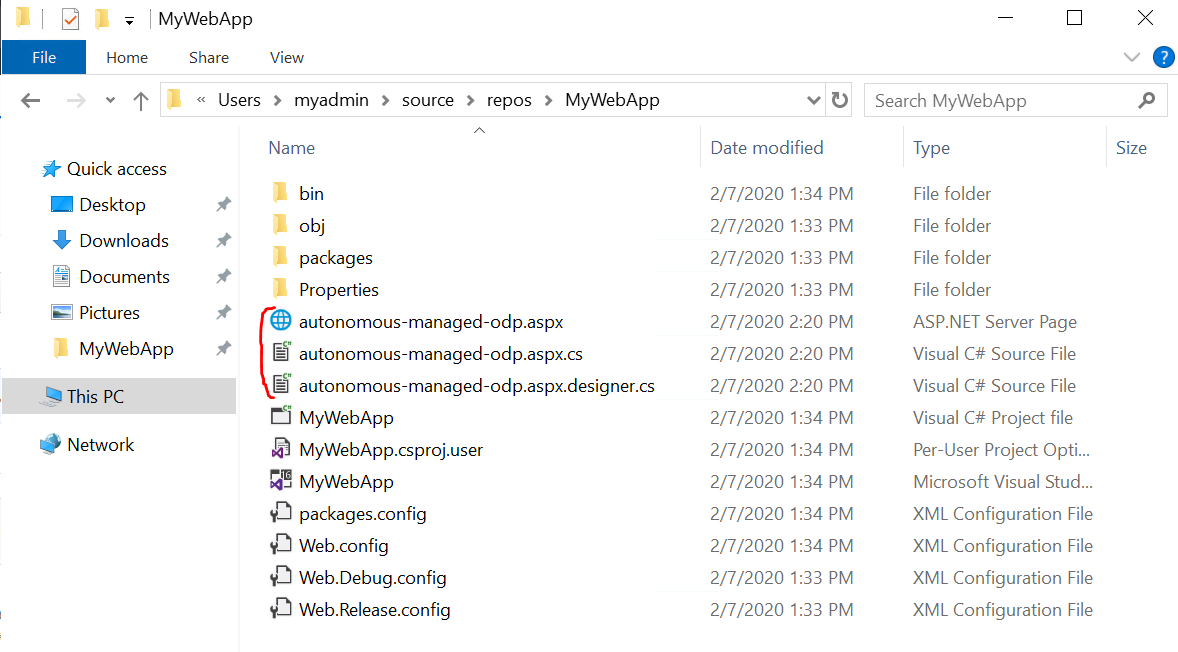 MyWebApp
File Home Share View
« Users > myadmin > source > repos > MyWebApp Search MyWebApp
Name Date modified Type Size
Quick access
Desktop
Downloads
Documents
Pictures
MyWebApp
This PC
Network
bin 2/7/2020 1:34 PM File folder
obj 2/7/2020 1:33 PM File folder
packages 2/7/2020 1:33 PM File folder
Properties 2/7/2020 1:33 PM File folder
autonomous-managed-odp.aspx 2/7/2020 2:20 PM ASP.NET Server Page
autonomous-managed-odp.aspx.cs 2/7/2020 2:20 PM Visual C# Source File
autonomous-managed-odp.aspx.designer.cs 2/7/2020 2:20 PM Visual C# Source File
MyWebApp 2/7/2020 1:34 PM Visual C# Project file
MyWebApp.csproj.user 2/7/2020 1:34 PM Per-User Project Opti...
MyWebApp 2/7/2020 1:34 PM Microsoft Visual Stud...
packages.config 2/7/2020 1:34 PM XML Configuration File
Web.config 2/7/2020 1:34 PM XML Configuration File
Web.Debug.config 2/7/2020 1:33 PM XML Configuration File
Web.Release.config 2/7/2020 1:33 PM XML Configuration File